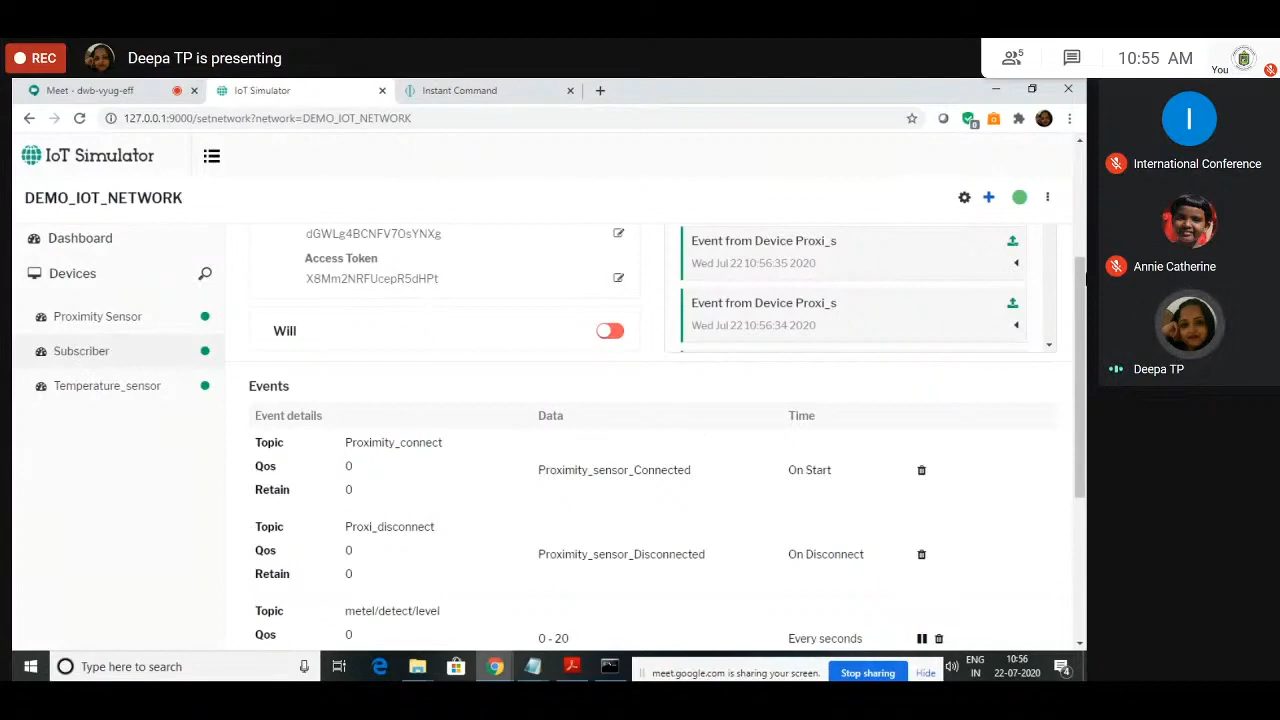 REC
Deepa TP is presenting
5
10:55 AM
You
Meet - dwb-vyug-eff
IoT Simulator
Instant Command
127.0.0.1:9000/setnetwork?network=DEMO_IOT_NETWORK
IoT Simulator
DEMO_IOT_NETWORK
Dashboard
Devices
Proximity Sensor
Subscriber
Temperature_sensor
dGWLg4BCNFV7OsYNXg
Access Token
X8Mm2NRFUcepR5dHPt
Will
Event from Device Proxi_s
Wed Jul 22 10:56:35 2020
Event from Device Proxi_s
Wed Jul 22 10:56:34 2020
Events
Event details Data Time
Topic Proximity_connect
Qos 0 Proximity_sensor_Connected On Start
Retain 0
Topic Proxi_disconnect
Qos 0 Proximity_sensor_Disconnected On Disconnect
Retain 0
Topic metel/detect/level
Qos 0 0 - 20 Every seconds
I
International Conference
Annie Catherine
Deepa TP
Type here to search
meet.google.com is sharing your screen.
Stop sharing
Hide
ENG
IN
10:56
22-07-2020
4